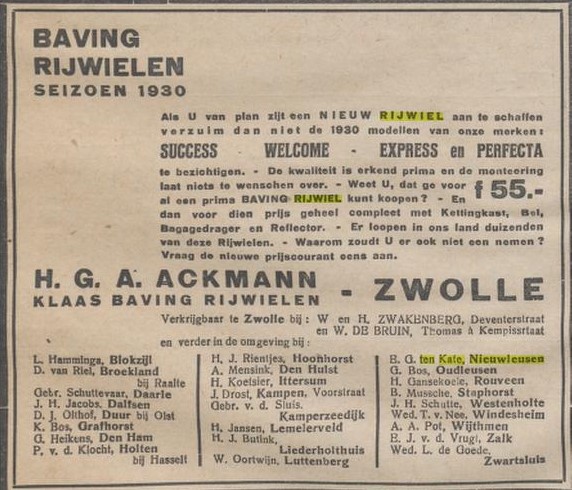 BAVING
RIJWIELEN
SEIZOEN 1930
Als U van plan zijt een NIEUW RIJWIEL aan te schaffen
verzuim dan niet de 1930 modellen van onze merken:
SUCCESS - WELCOME - EXPRESS en PERFECTA
te bezichtigen. - De kwaliteit is erkend prima en de monteering
laat niets te wenschen over. - Weet U, dat ge voor f 55.-
al een prima BAVING RIJWIEL kunt koopen? - En
dan voor dien prijs geheel compleet met Kettingkast, Bel,
Bagagedrager en Reflector. - Er loopen in ons land duizenden
van deze Rijwielen. - Waarom zoudt U er ook niet een nemen?
Vraag de nieuwe prijscourant eens aan.
H. G. A. ACKMANN - ZWOLLE
KLAAS BAVING RIJWIELEN
Verkrijgbaar te Zwolle bij: W en H. ZWAKENBERG, Deventerstraat
en W. DE BRUIN, Thomas à Kempisstraat
en verder in de omgeving bij:
L. Hamminga, Blokzijl
D. van Riel, Broekland
bij Raalte
Gebr. Schuttevaar, Daarle
J. H. Jacobs, Dalfsen
D. J. Olthof, Duur bij Olst
K. Bos, Grafhorst
G. Heikens, Den Ham
P. v. d. Klocht, Holten
bij Hasselt
H. J. Rientjes, Hoonhorst
A. Mensink, Den Hulst
H. Koetsier, Ittersum
J. Drost, Kampen, Voorstraat
Gebr. v. d. Sluis,
Kamperzeedijk
H. Jansen, Lemelerveld
H. J. Butink,
Liederholthuis
W. Oortwijn, Luttenberg
B. G. ten Kate, Nieuwleusen
G. Bos, Oudleusen
H. Gansekoele, Rouveen
B. Mussche, Staphorst
J. H. Schutte, Westenholte
Wed. T. v. Nee, Windesheim
A. A. Pot, Wijthmen
E. J. v. d. Vrugt, Zalk
Wed. L. de Goede,
Zwartsluis